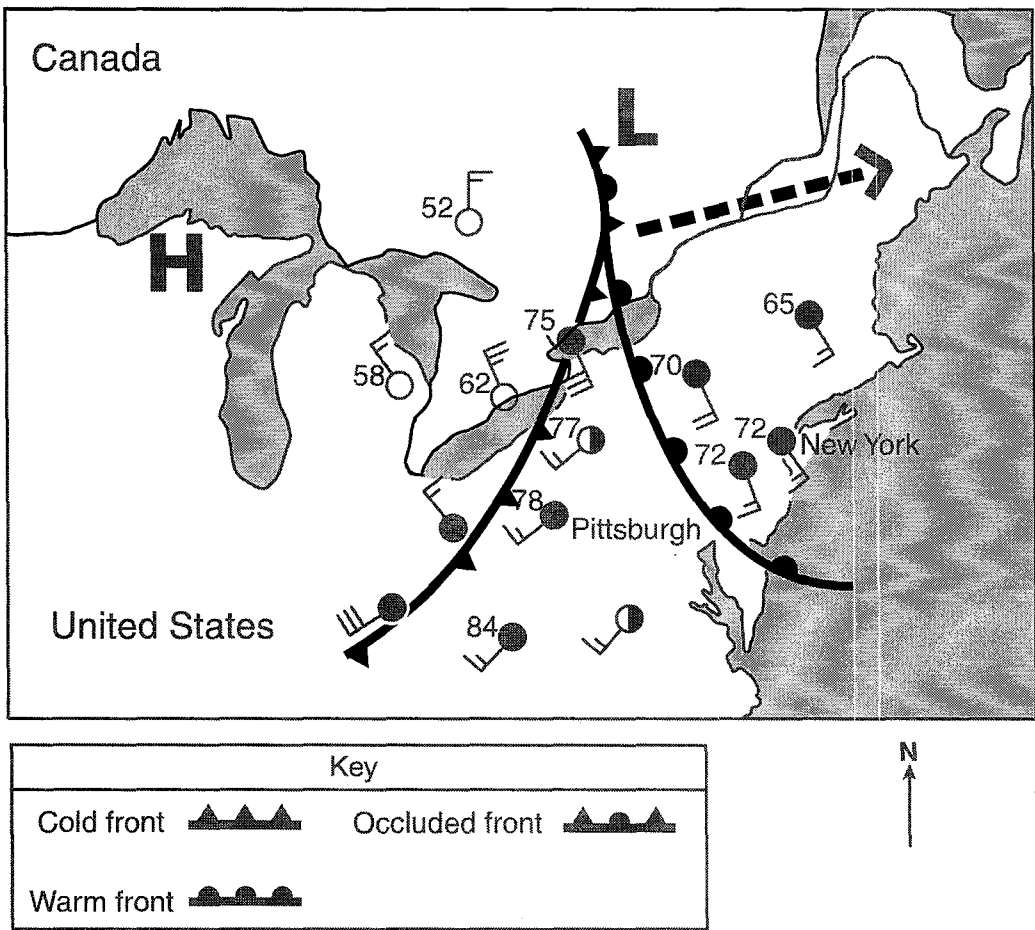 Canada
L
52
H
65
75
70
58
62
77
72
72
New York
78
Pittsburgh
United States
84
Key
N
Cold front
Occluded front
Warm front